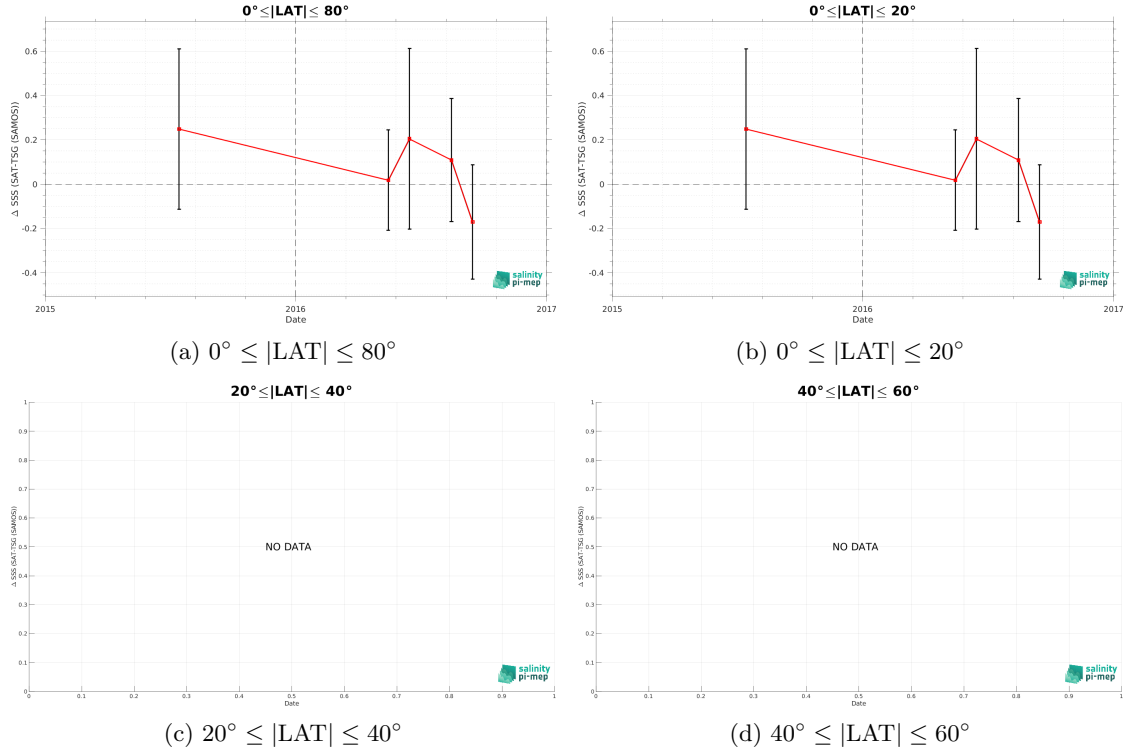 0°≤|LAT|≤ 80°
Δ SSS (SAT-TSG (SAMOS))
0.6
0.4
0.2
0
-0.2
-0.4
2015
2016
2017
Date
salinity
pi-mep
(a) 0° ≤ |LAT| ≤ 80°
0°≤|LAT|≤ 20°
Δ SSS (SAT-TSG (SAMOS))
0.6
0.4
0.2
0
-0.2
-0.4
2015
2016
2017
Date
salinity
pi-mep
(b) 0° ≤ |LAT| ≤ 20°
20°≤|LAT|≤ 40°
Δ SSS (SAT-TSG (SAMOS))
1
0.9
0.8
0.7
0.6
0.5
0.4
0.3
0.2
0.1
0
NO DATA
0 0.1 0.2 0.3 0.4 0.5 0.6 0.7 0.8 0.9 1
Date
salinity
pi-mep
(c) 20° ≤ |LAT| ≤ 40°
40°≤|LAT|≤ 60°
Δ SSS (SAT-TSG (SAMOS))
1
0.9
0.8
0.7
0.6
0.5
0.4
0.3
0.2
0.1
0
NO DATA
0 0.1 0.2 0.3 0.4 0.5 0.6 0.7 0.8 0.9 1
Date
salinity
pi-mep
(d) 40° ≤ |LAT| ≤ 60°